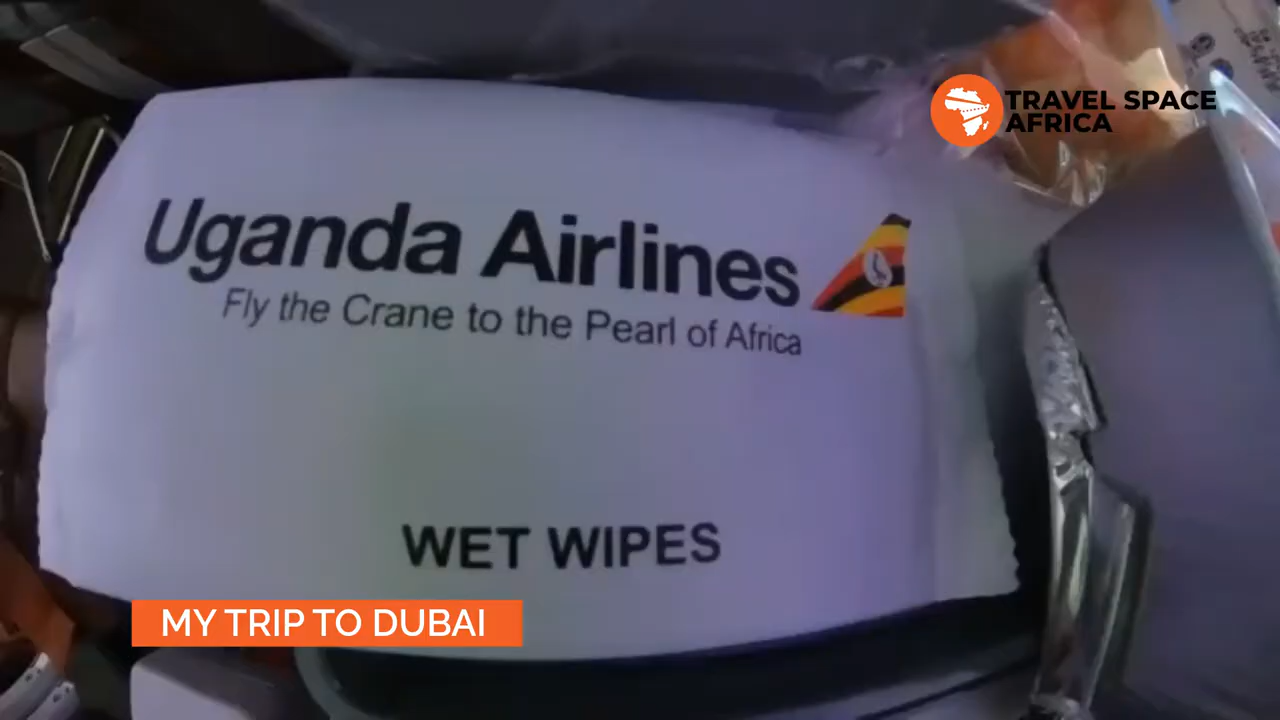 TRAVEL SPACE
AFRICA
Uganda Airlines
Fly the Crane to the Pearl of Africa
WET WIPES
MY TRIP TO DUBAI